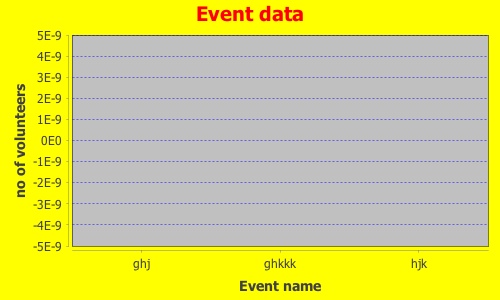 Event data
no of volunteers
5E-9
4E-9
3E-9
2E-9
1E-9
0E0
-1E-9
-2E-9
-3E-9
-4E-9
-5E-9
ghj ghkkk hjk
Event name